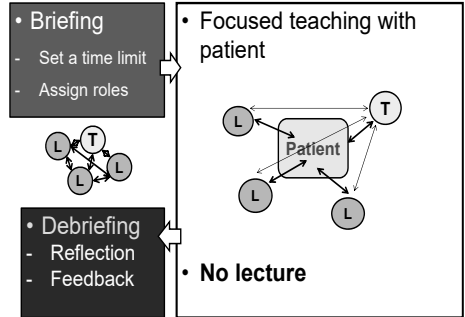 • Briefing
- Set a time limit
- Assign roles
L
T
L
L
• Debriefing
- Reflection
- Feedback
• Focused teaching with
patient
L
T
Patient
L
L
• No lecture